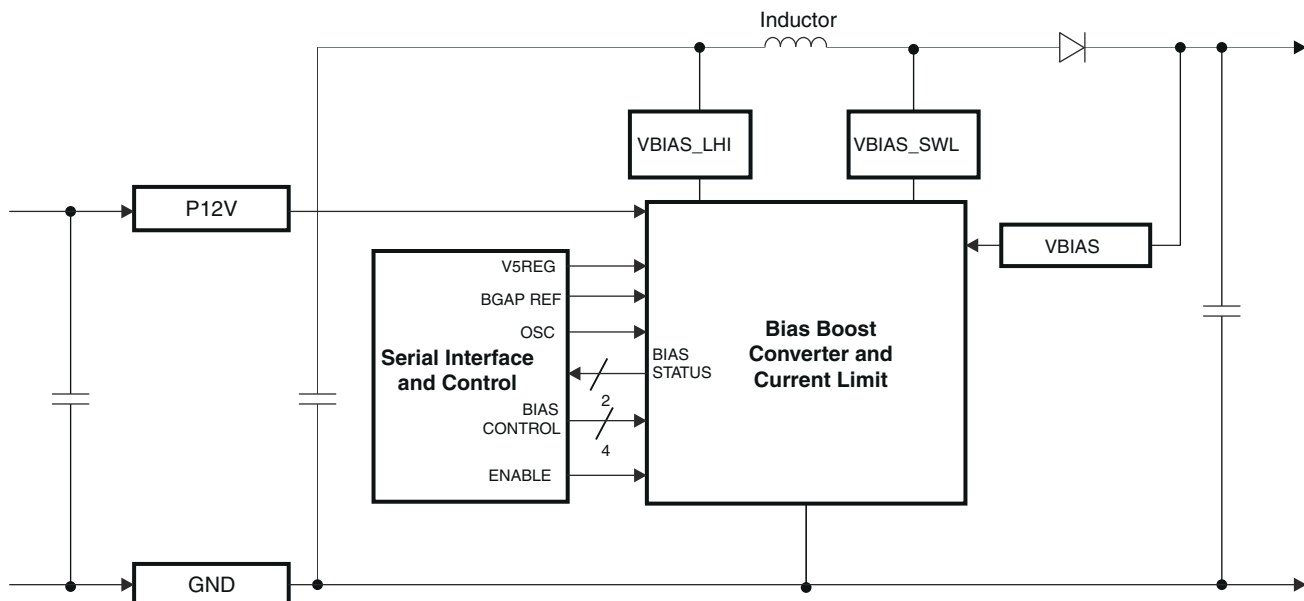 Inductor
VBIAS_LHI
VBIAS_SWL
P12V
VBIAS
V5REG
BGAP REF
OSC
Serial Interface
and Control
BIAS
STATUS
2
BIAS
CONTROL
4
ENABLE
Bias Boost
Converter and
Current Limit
GND